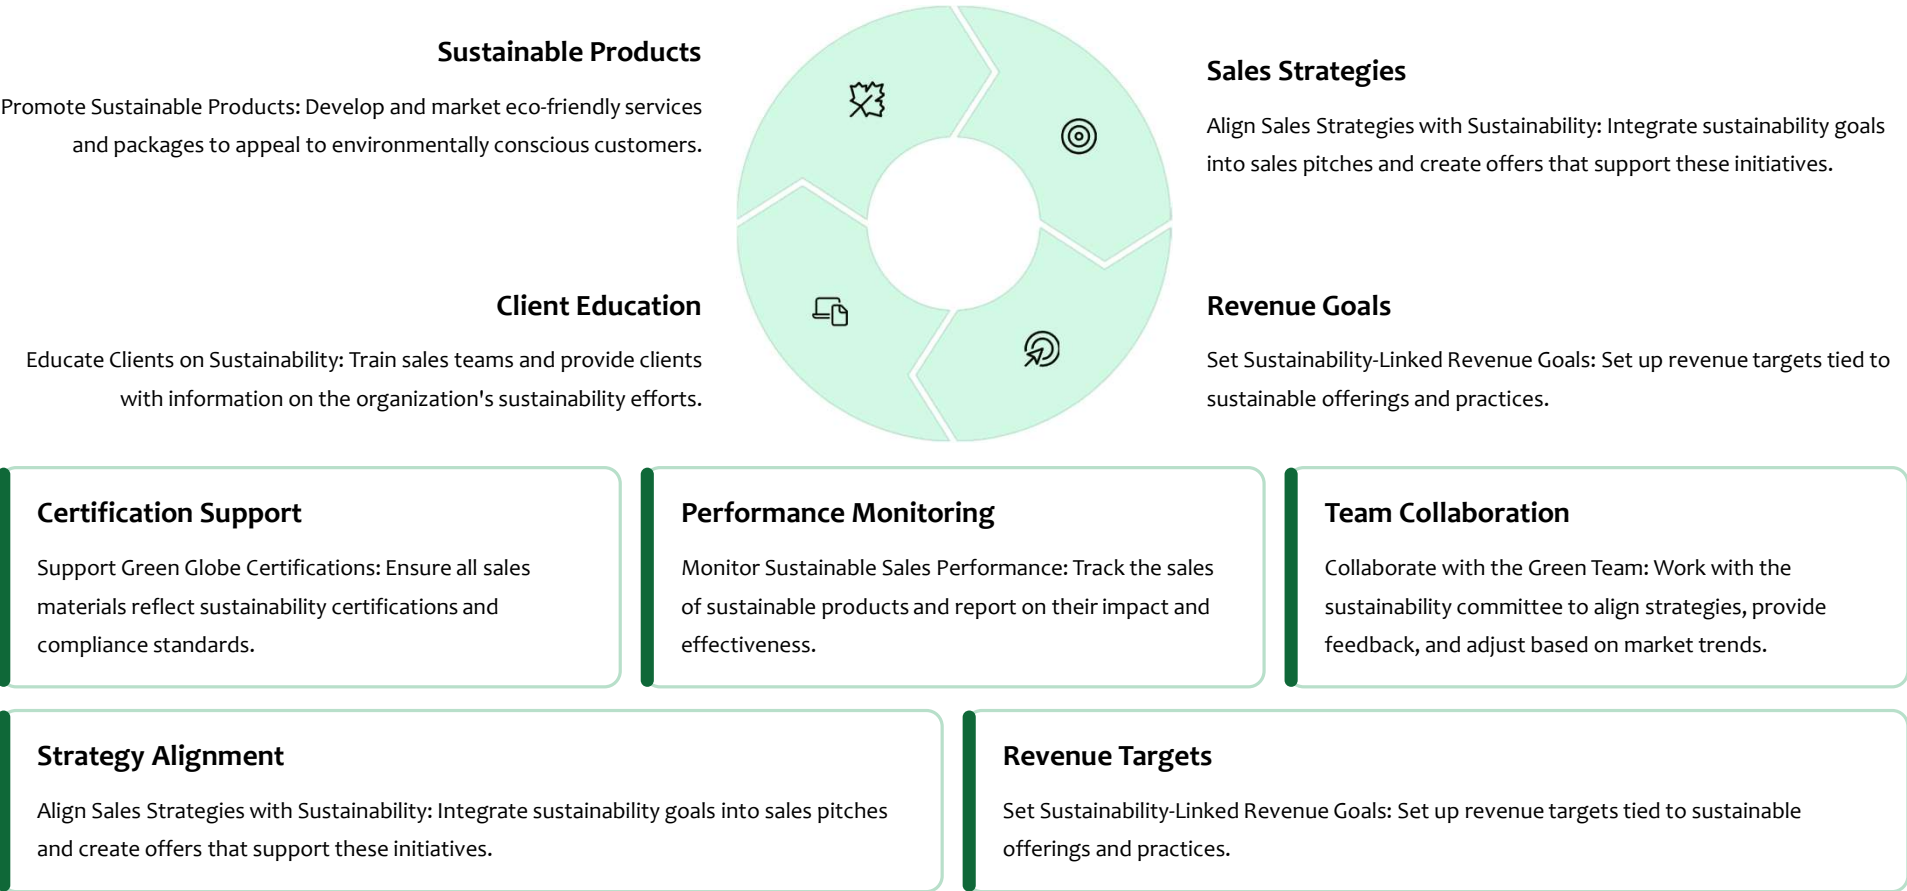 Sustainable Products
Promote Sustainable Products: Develop and market eco-friendly services
and packages to appeal to environmentally conscious customers.
Sales Strategies
Align Sales Strategies with Sustainability: Integrate sustainability goals
into sales pitches and create offers that support these initiatives.
Client Education
Educate Clients on Sustainability: Train sales teams and provide clients
with information on the organization's sustainability efforts.
Revenue Goals
Set Sustainability-Linked Revenue Goals: Set up revenue targets tied to
sustainable offerings and practices.
Certification Support
Support Green Globe Certifications: Ensure all sales
materials reflect sustainability certifications and
compliance standards.
Performance Monitoring
Monitor Sustainable Sales Performance: Track the sales
of sustainable products and report on their impact and
effectiveness.
Team Collaboration
Collaborate with the Green Team: Work with the
sustainability committee to align strategies, provide
feedback, and adjust based on market trends.
Strategy Alignment
Align Sales Strategies with Sustainability: Integrate sustainability goals into sales pitches
and create offers that support these initiatives.
Revenue Targets
Set Sustainability-Linked Revenue Goals: Set up revenue targets tied to sustainable
offerings and practices.